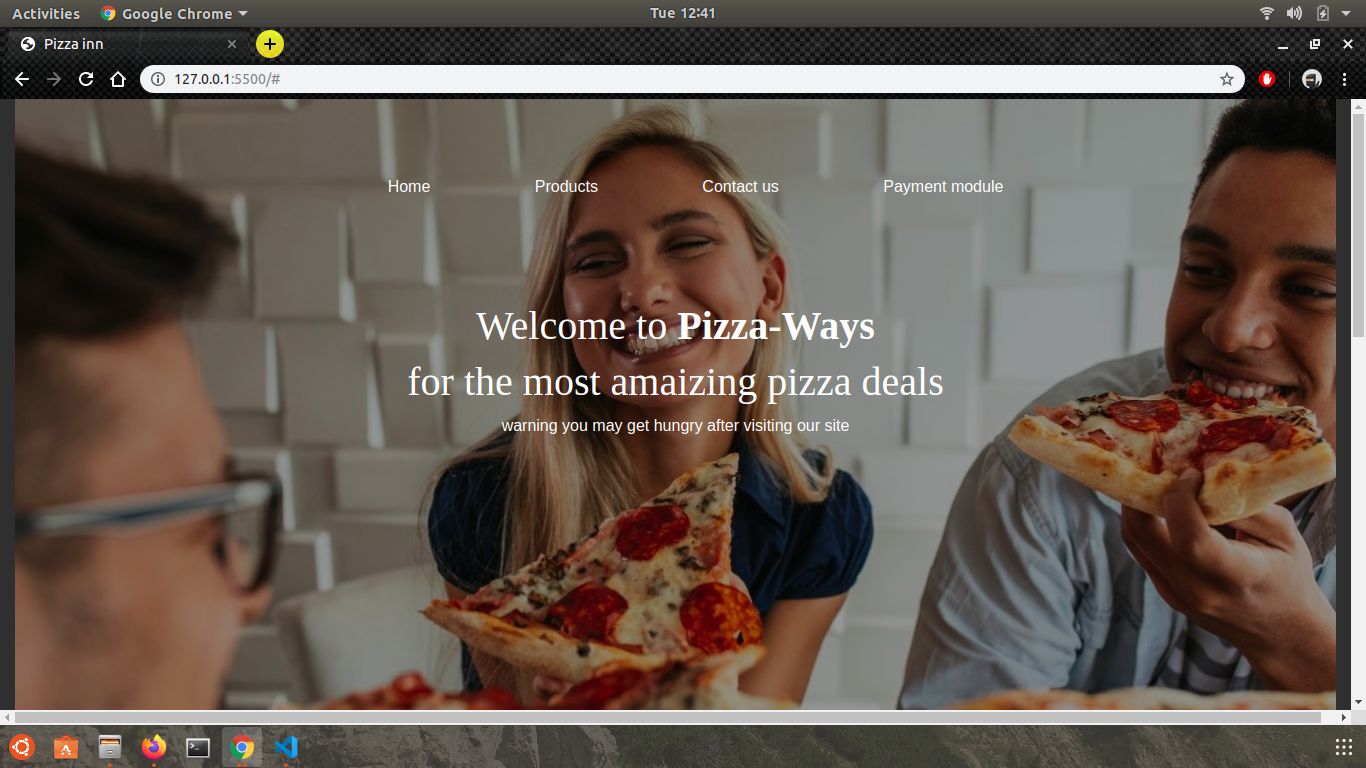 Activities Google Chrome Tue 12:41
Pizza inn
127.0.0.1:5500/#
Home Products Contact us Payment module
Welcome to Pizza-Ways
for the most amaizing pizza deals
warning you may get hungry after visiting our site